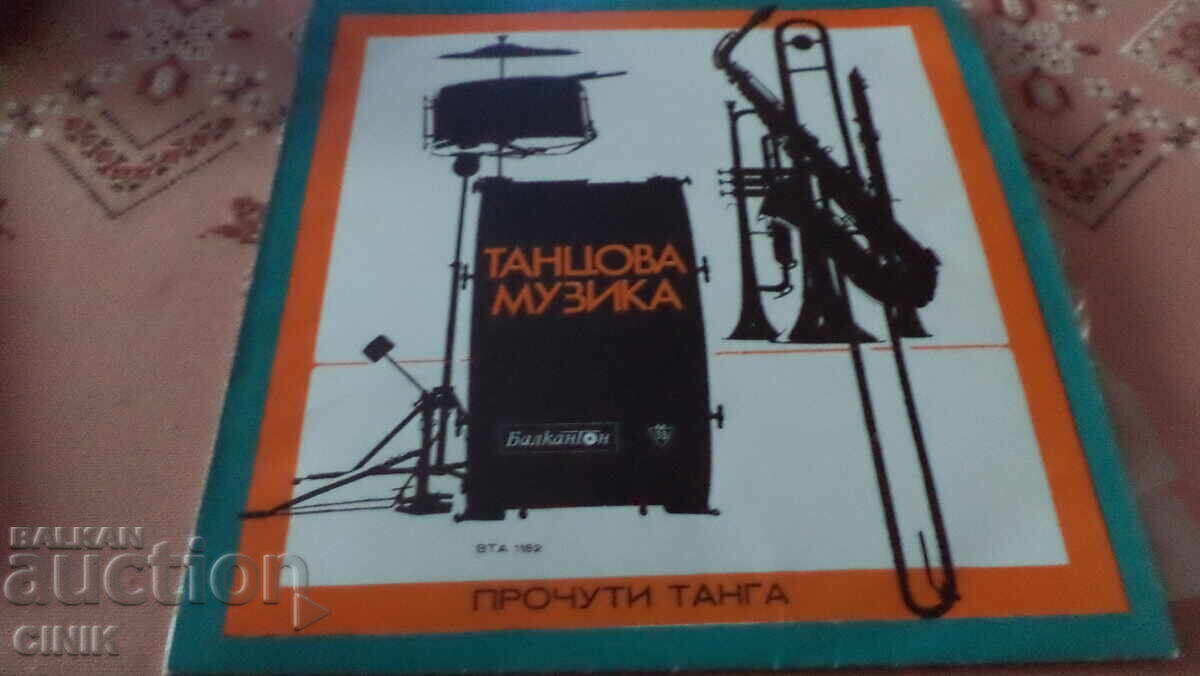 ТАНЦОВА
МУЗИКА
Балкантон
ВТА 1182
ПРОЧУТИ ТАНГА
BALKAN
auction
CINIK